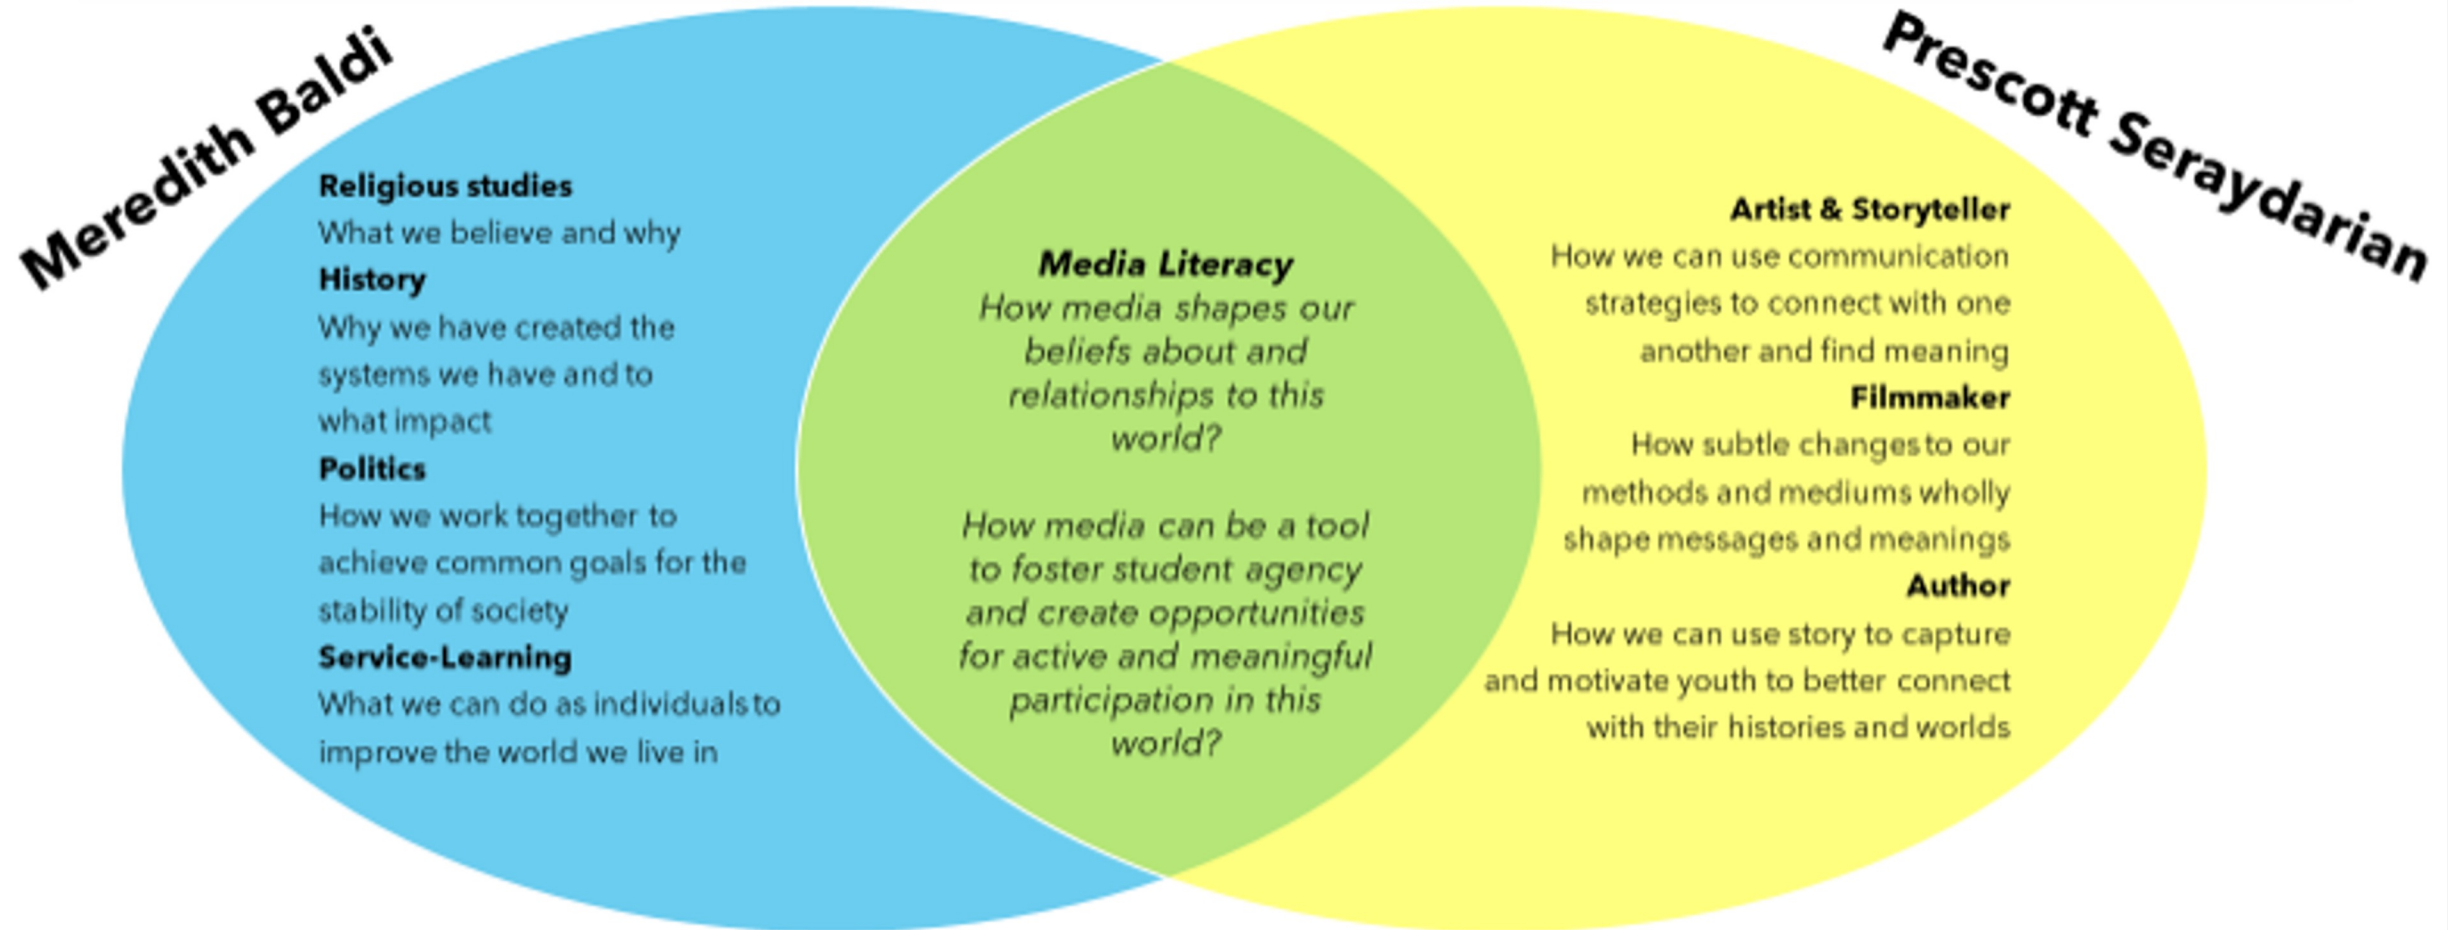 Meredith Baldi
Religious studies
What we believe and why
History
Why we have created the
systems we have and to
what impact
Politics
How we work together to
achieve common goals for the
stability of society
Service-Learning
What we can do as individuals to
improve the world we live in
Media Literacy
How media shapes our
beliefs about and
relationships to this
world?
How media can be a tool
to foster student agency
and create opportunities
for active and meaningful
participation in this
world?
Prescott Seraydarian
Artist & Storyteller
How we can use communication
strategies to connect with one
another and find meaning
Filmmaker
How subtle changes to our
methods and mediums wholly
shape messages and meanings
Author
How we can use story to capture
and motivate youth to better connect
with their histories and worlds